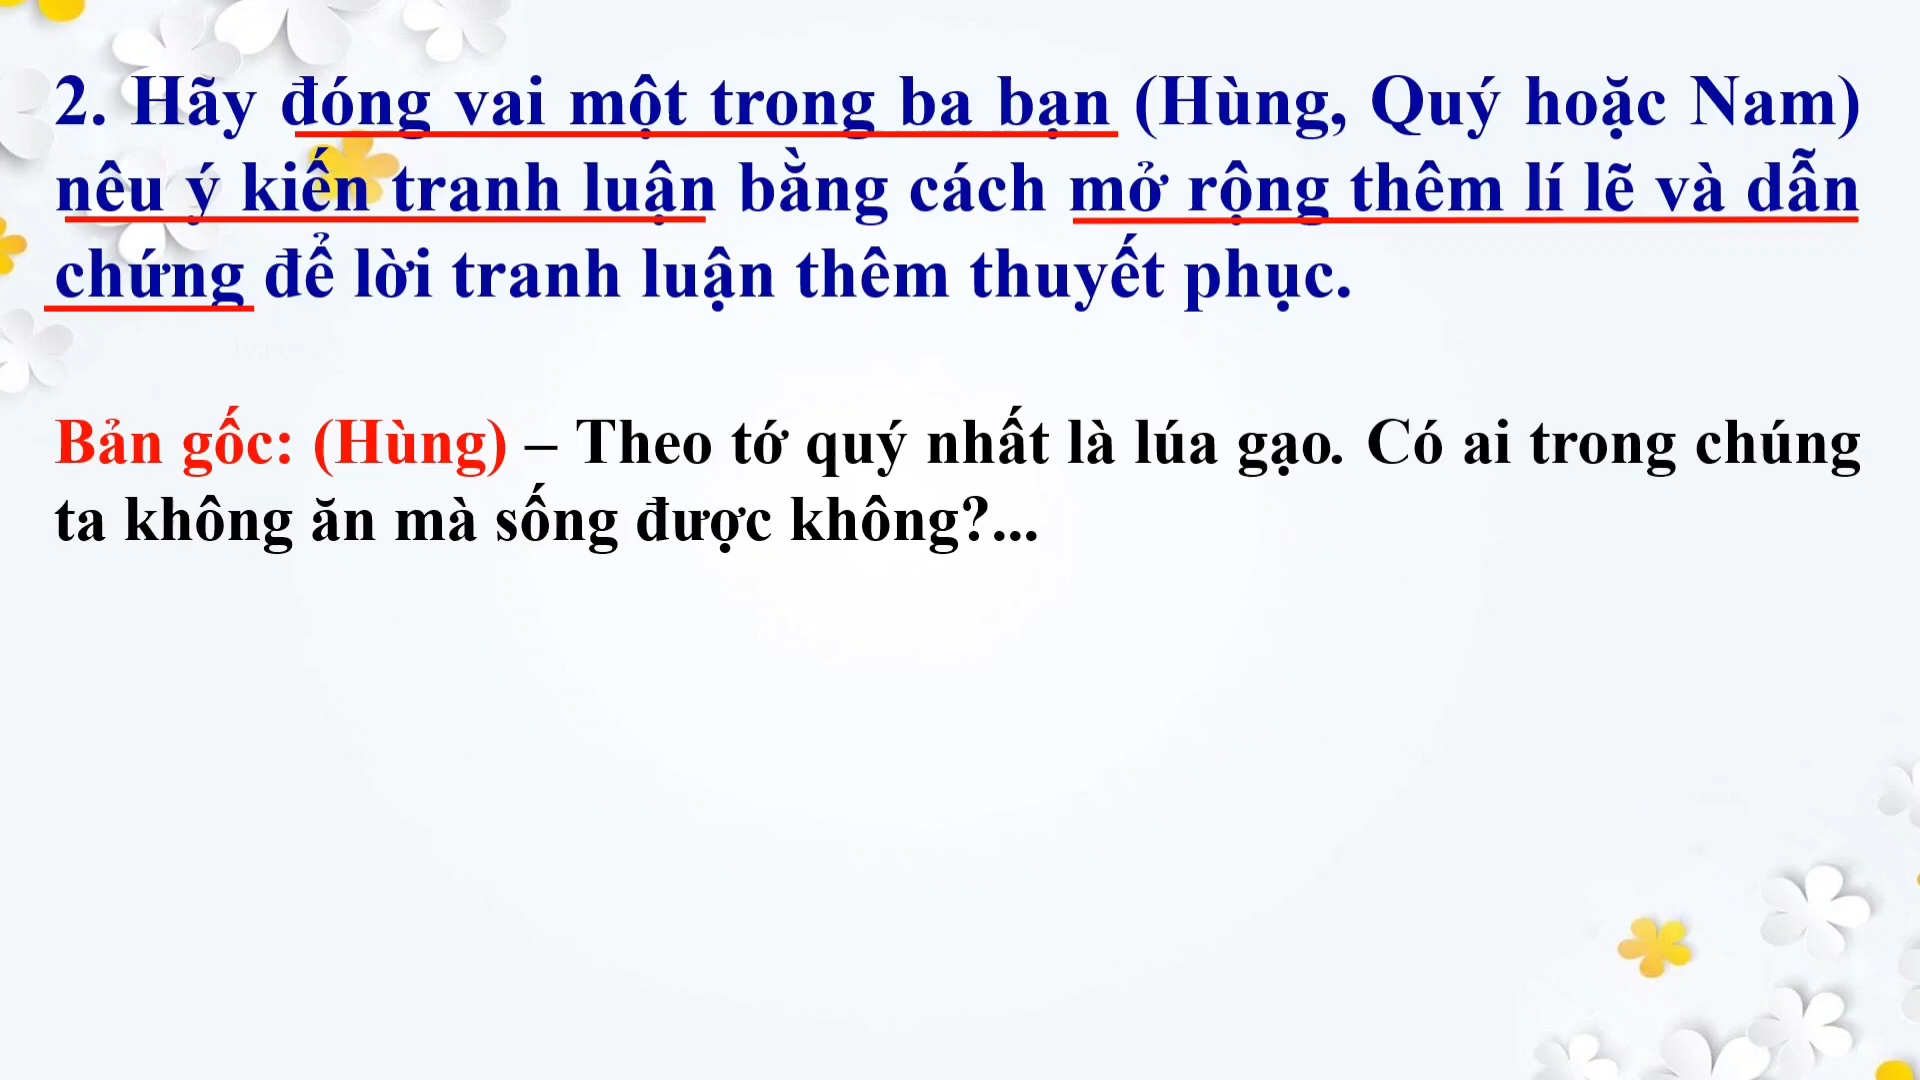 2. Hãy đóng vai một trong ba bạn (Hùng, Quý hoặc Nam)
nêu ý kiến tranh luận bằng cách mở rộng thêm lí lẽ và dẫn
chứng để lời tranh luận thêm thuyết phục.
Bản gốc: (Hùng) – Theo tớ quý nhất là lúa gạo. Có ai trong chúng
ta không ăn mà sống được không?...